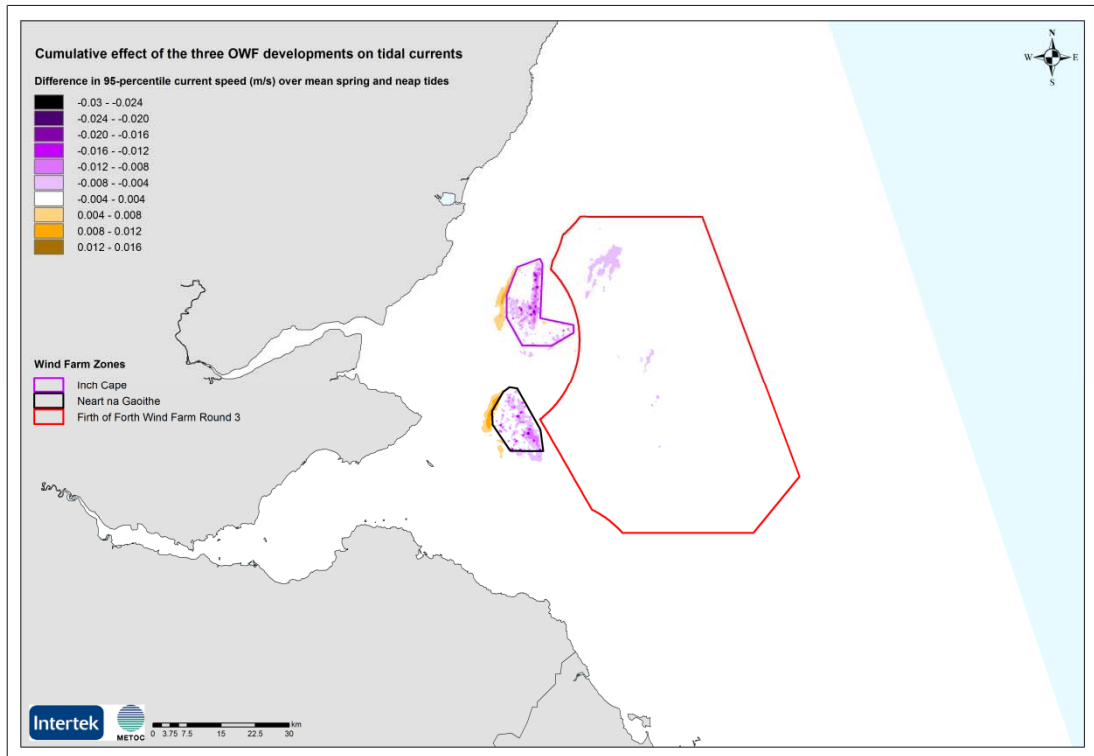 Cumulative effect of the three OWF developments on tidal currents
Difference in 95-percentile current speed (m/s) over mean spring and neap tides
-0.03 - -0.024
-0.024 - -0.020
-0.020 - -0.016
-0.016 - -0.012
-0.012 - -0.008
-0.008 - -0.004
-0.004 - 0.004
0.004 - 0.008
0.008 - 0.012
0.012 - 0.016
N
W E
S
Wind Farm Zones
Inch Cape
Neart na Gaoithe
Firth of Forth Wind Farm Round 3
Intertek
METOC
km
0 3.75 7.5 15 22.5 30